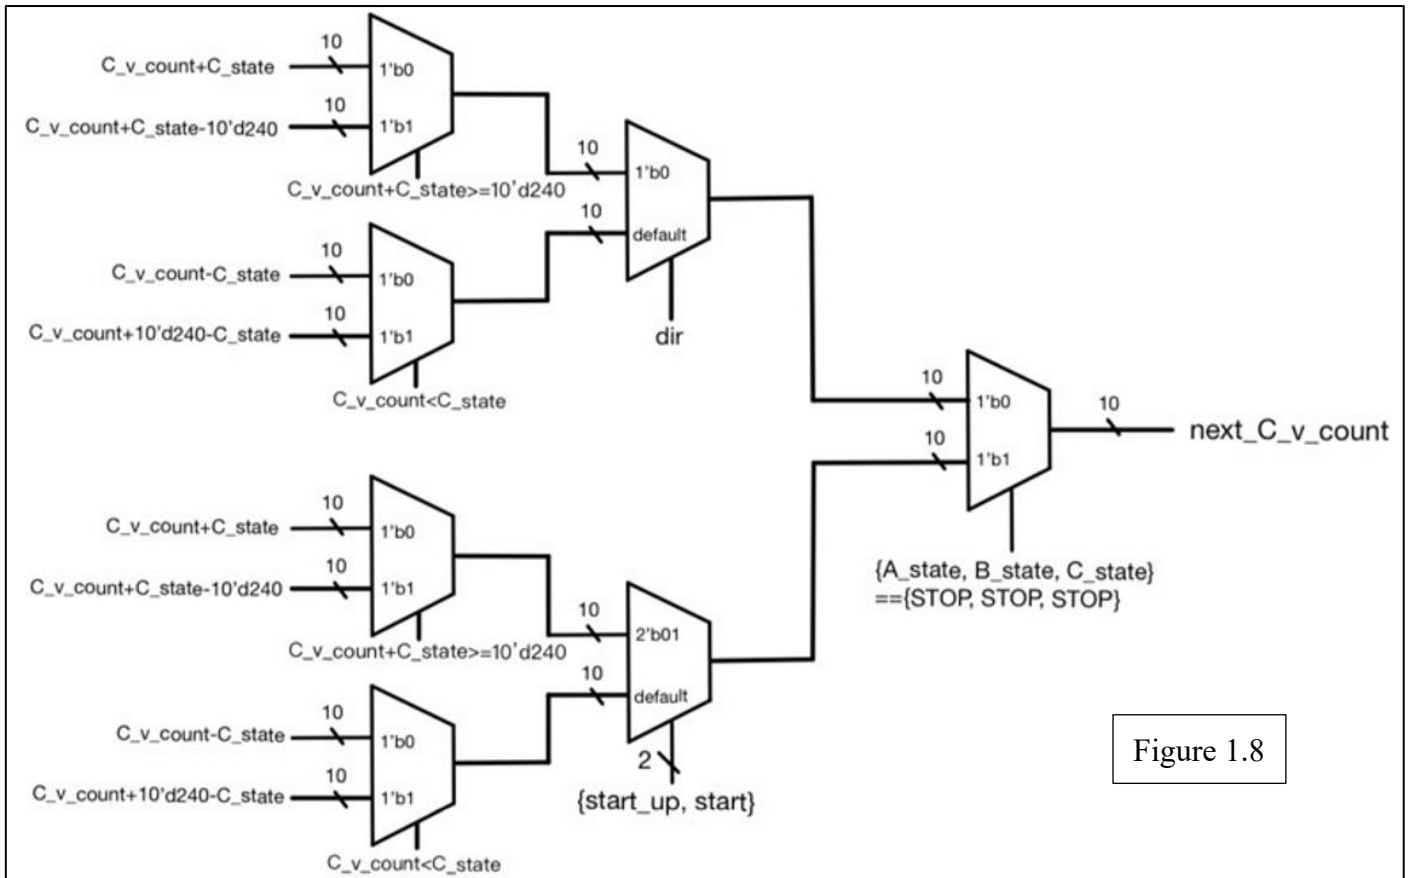 10
C_v_count+C_state
1'b0
10
C_v_count+C_state-10'd240
1'b1
C_v_count+C_state>=10'd240
10
1'b0
10
default
dir
10
C_v_count-C_state
1'b0
10
C_v_count+10'd240-C_state
1'b1
C_v_count<C_state
10
1'b0
10
1'b1
10
next_C_v_count
{A_state, B_state, C_state}
=={STOP, STOP, STOP}
10
C_v_count+C_state
1'b0
10
C_v_count+C_state-10'd240
1'b1
C_v_count+C_state>=10'd240
10
2'b01
10
default
2
{start_up, start}
10
C_v_count-C_state
1'b0
10
C_v_count+10'd240-C_state
1'b1
C_v_count<C_state
Figure 1.8